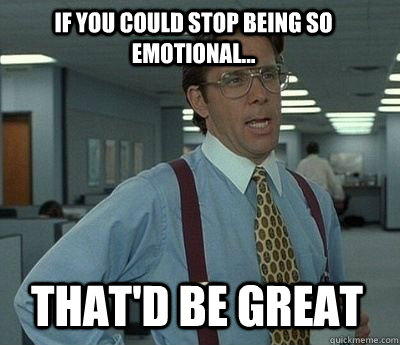 IF YOU COULD STOP BEING SO
EMOTIONAL...
THAT'D BE GREAT
quickmeme.com